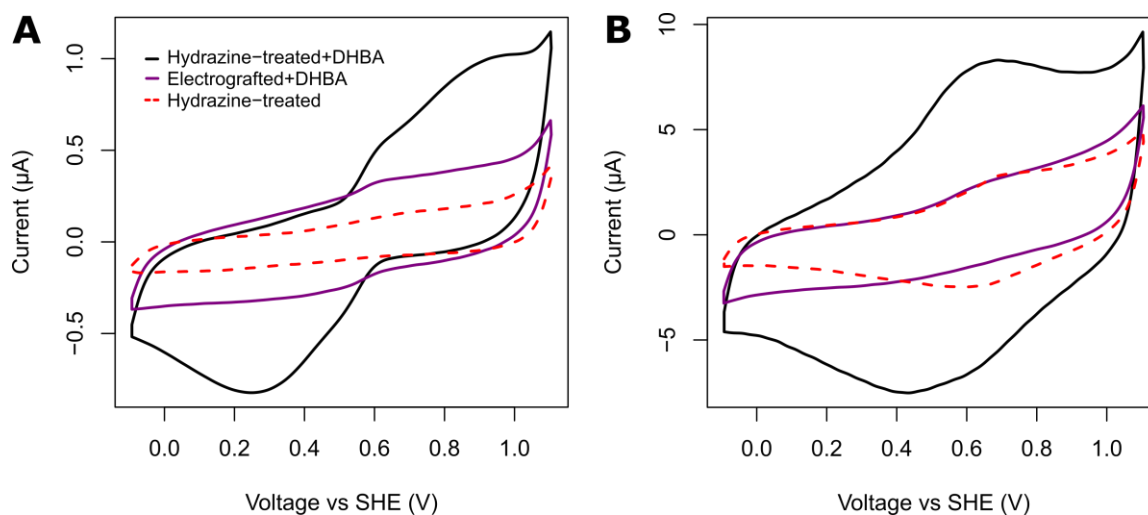 A
Hydrazine−treated+DHBA
Electrografted+DHBA
Hydrazine−treated
Current (µA)
1.0
0.5
0.0
−0.5
0.0 0.2 0.4 0.6 0.8 1.0
Voltage vs SHE (V)
B
Current (µA)
10
5
0
−5
0.0 0.2 0.4 0.6 0.8 1.0
Voltage vs SHE (V)